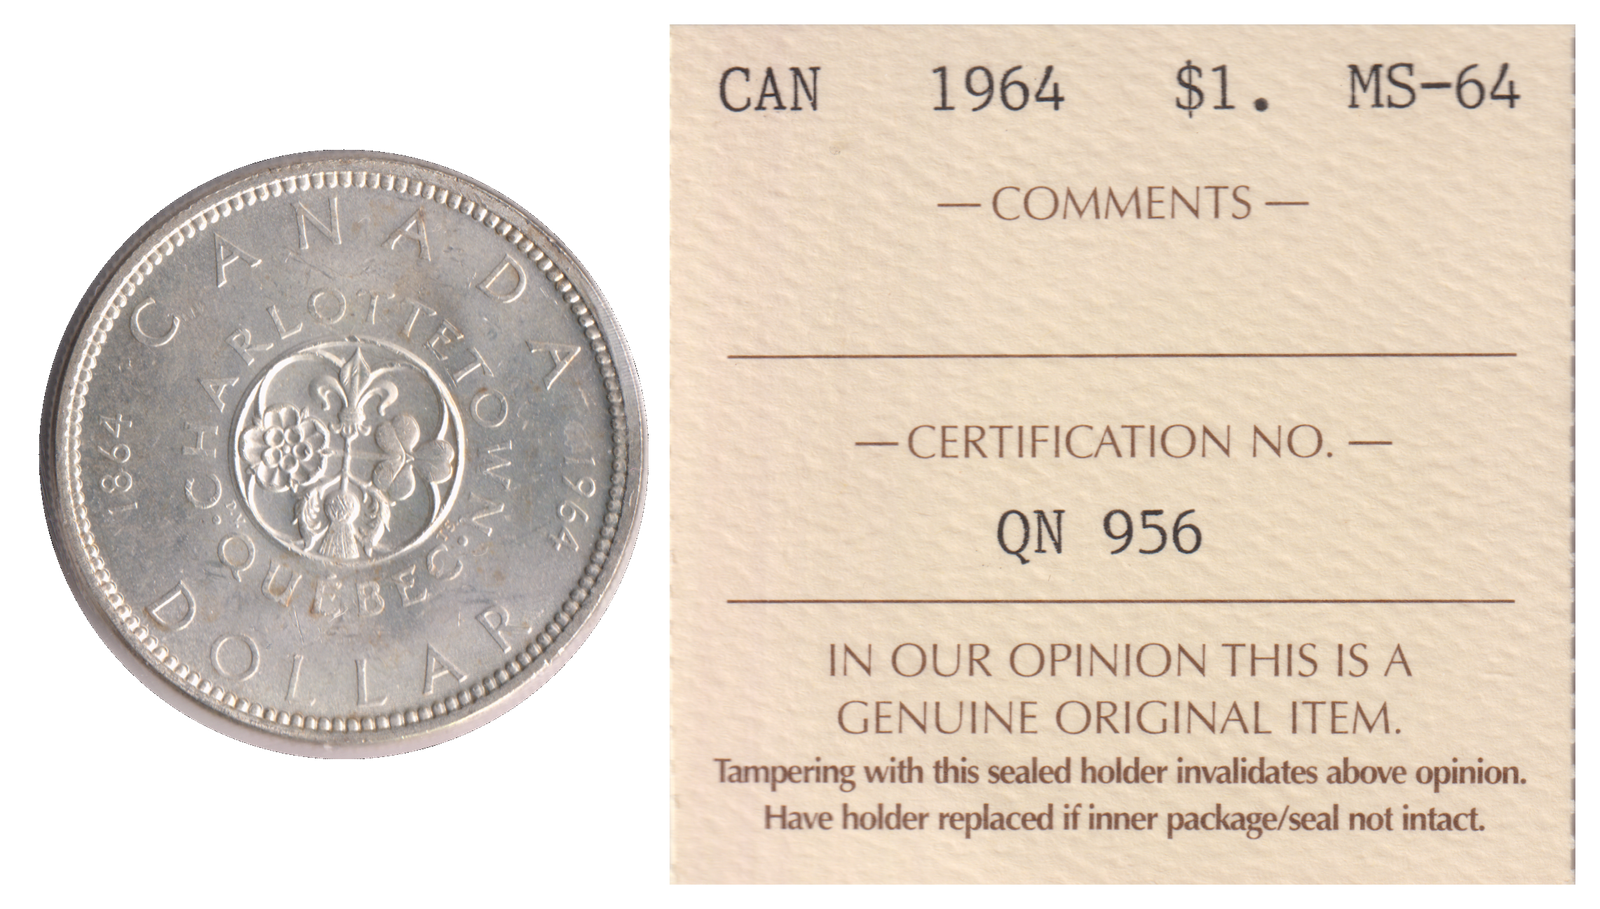 CANADA
1864
1964
DOLLAR
·CHARLOTTETOWN·
QUÉBEC
CAN 1964 $1. MS-64
— COMMENTS —
— CERTIFICATION NO. —
QN 956
IN OUR OPINION THIS IS A
GENUINE ORIGINAL ITEM.
Tampering with this sealed holder invalidates above opinion.
Have holder replaced if inner package/seal not intact.